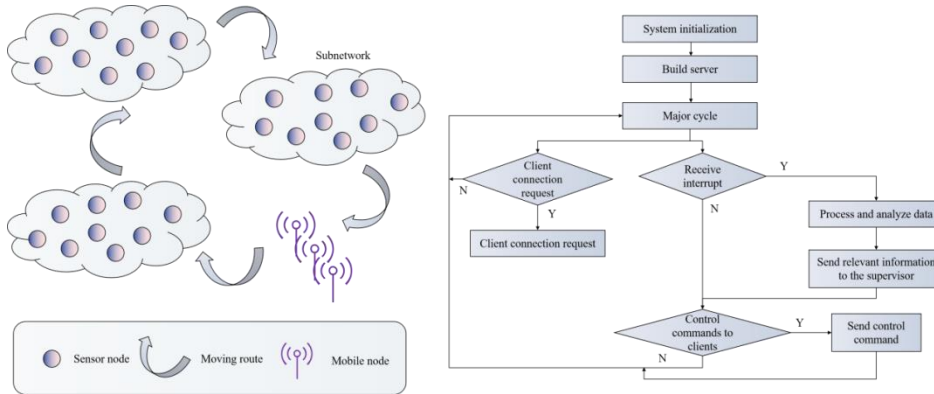 Subnetwork
Sensor node
Moving route
Mobile node
System initialization
Build server
Major cycle
Client
connection
request
N
Y
Client connection request
Receive
interrupt
Y
N
Process and analyze data
Send relevant information
to the supervisor
Control
commands to
clients
Y
N
Send control
command